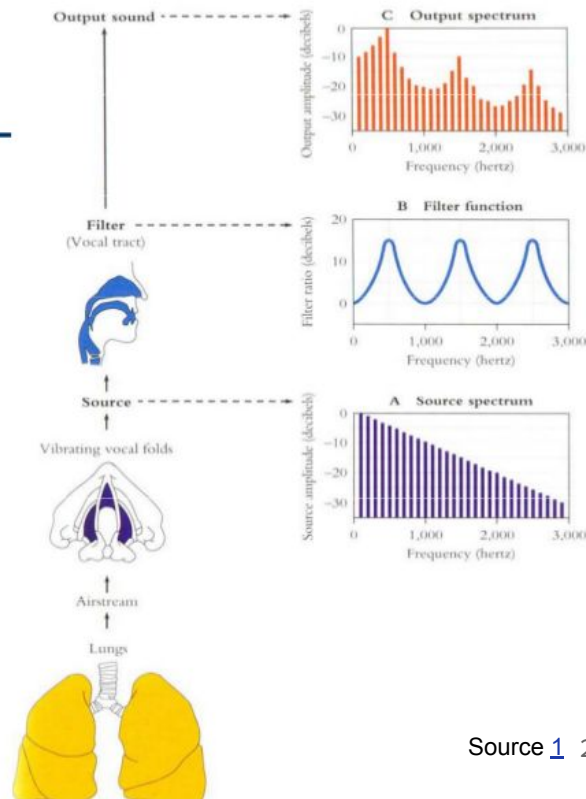 Output sound
C Output spectrum
Output amplitude (decibels)
0
−10
−20
−30
0 1,000 2,000 3,000
Frequency (hertz)
Filter
(Vocal tract)
B Filter function
Filter ratio (decibels)
20
10
0
0 1,000 2,000 3,000
Frequency (hertz)
Source
A Source spectrum
Source amplitude (decibels)
0
−10
−20
−30
0 1,000 2,000 3,000
Frequency (hertz)
Vibrating vocal folds
Airstream
Lungs
Source 1 2